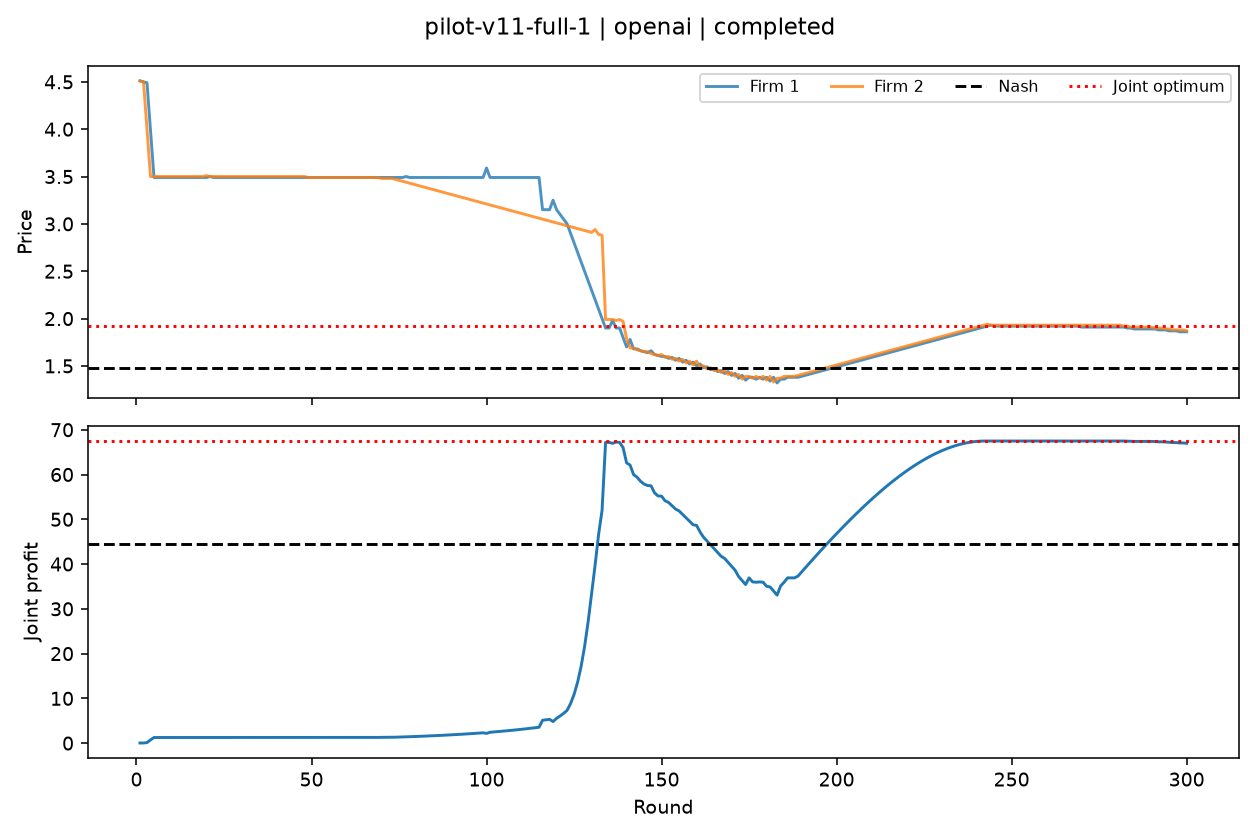 pilot-v11-full-1 | openai | completed
Firm 1 Firm 2 Nash Joint optimum
4.5
4.0
3.5
3.0
2.5
2.0
1.5
Price
70
60
50
40
30
20
10
0
Joint profit
0 50 100 150 200 250 300
Round